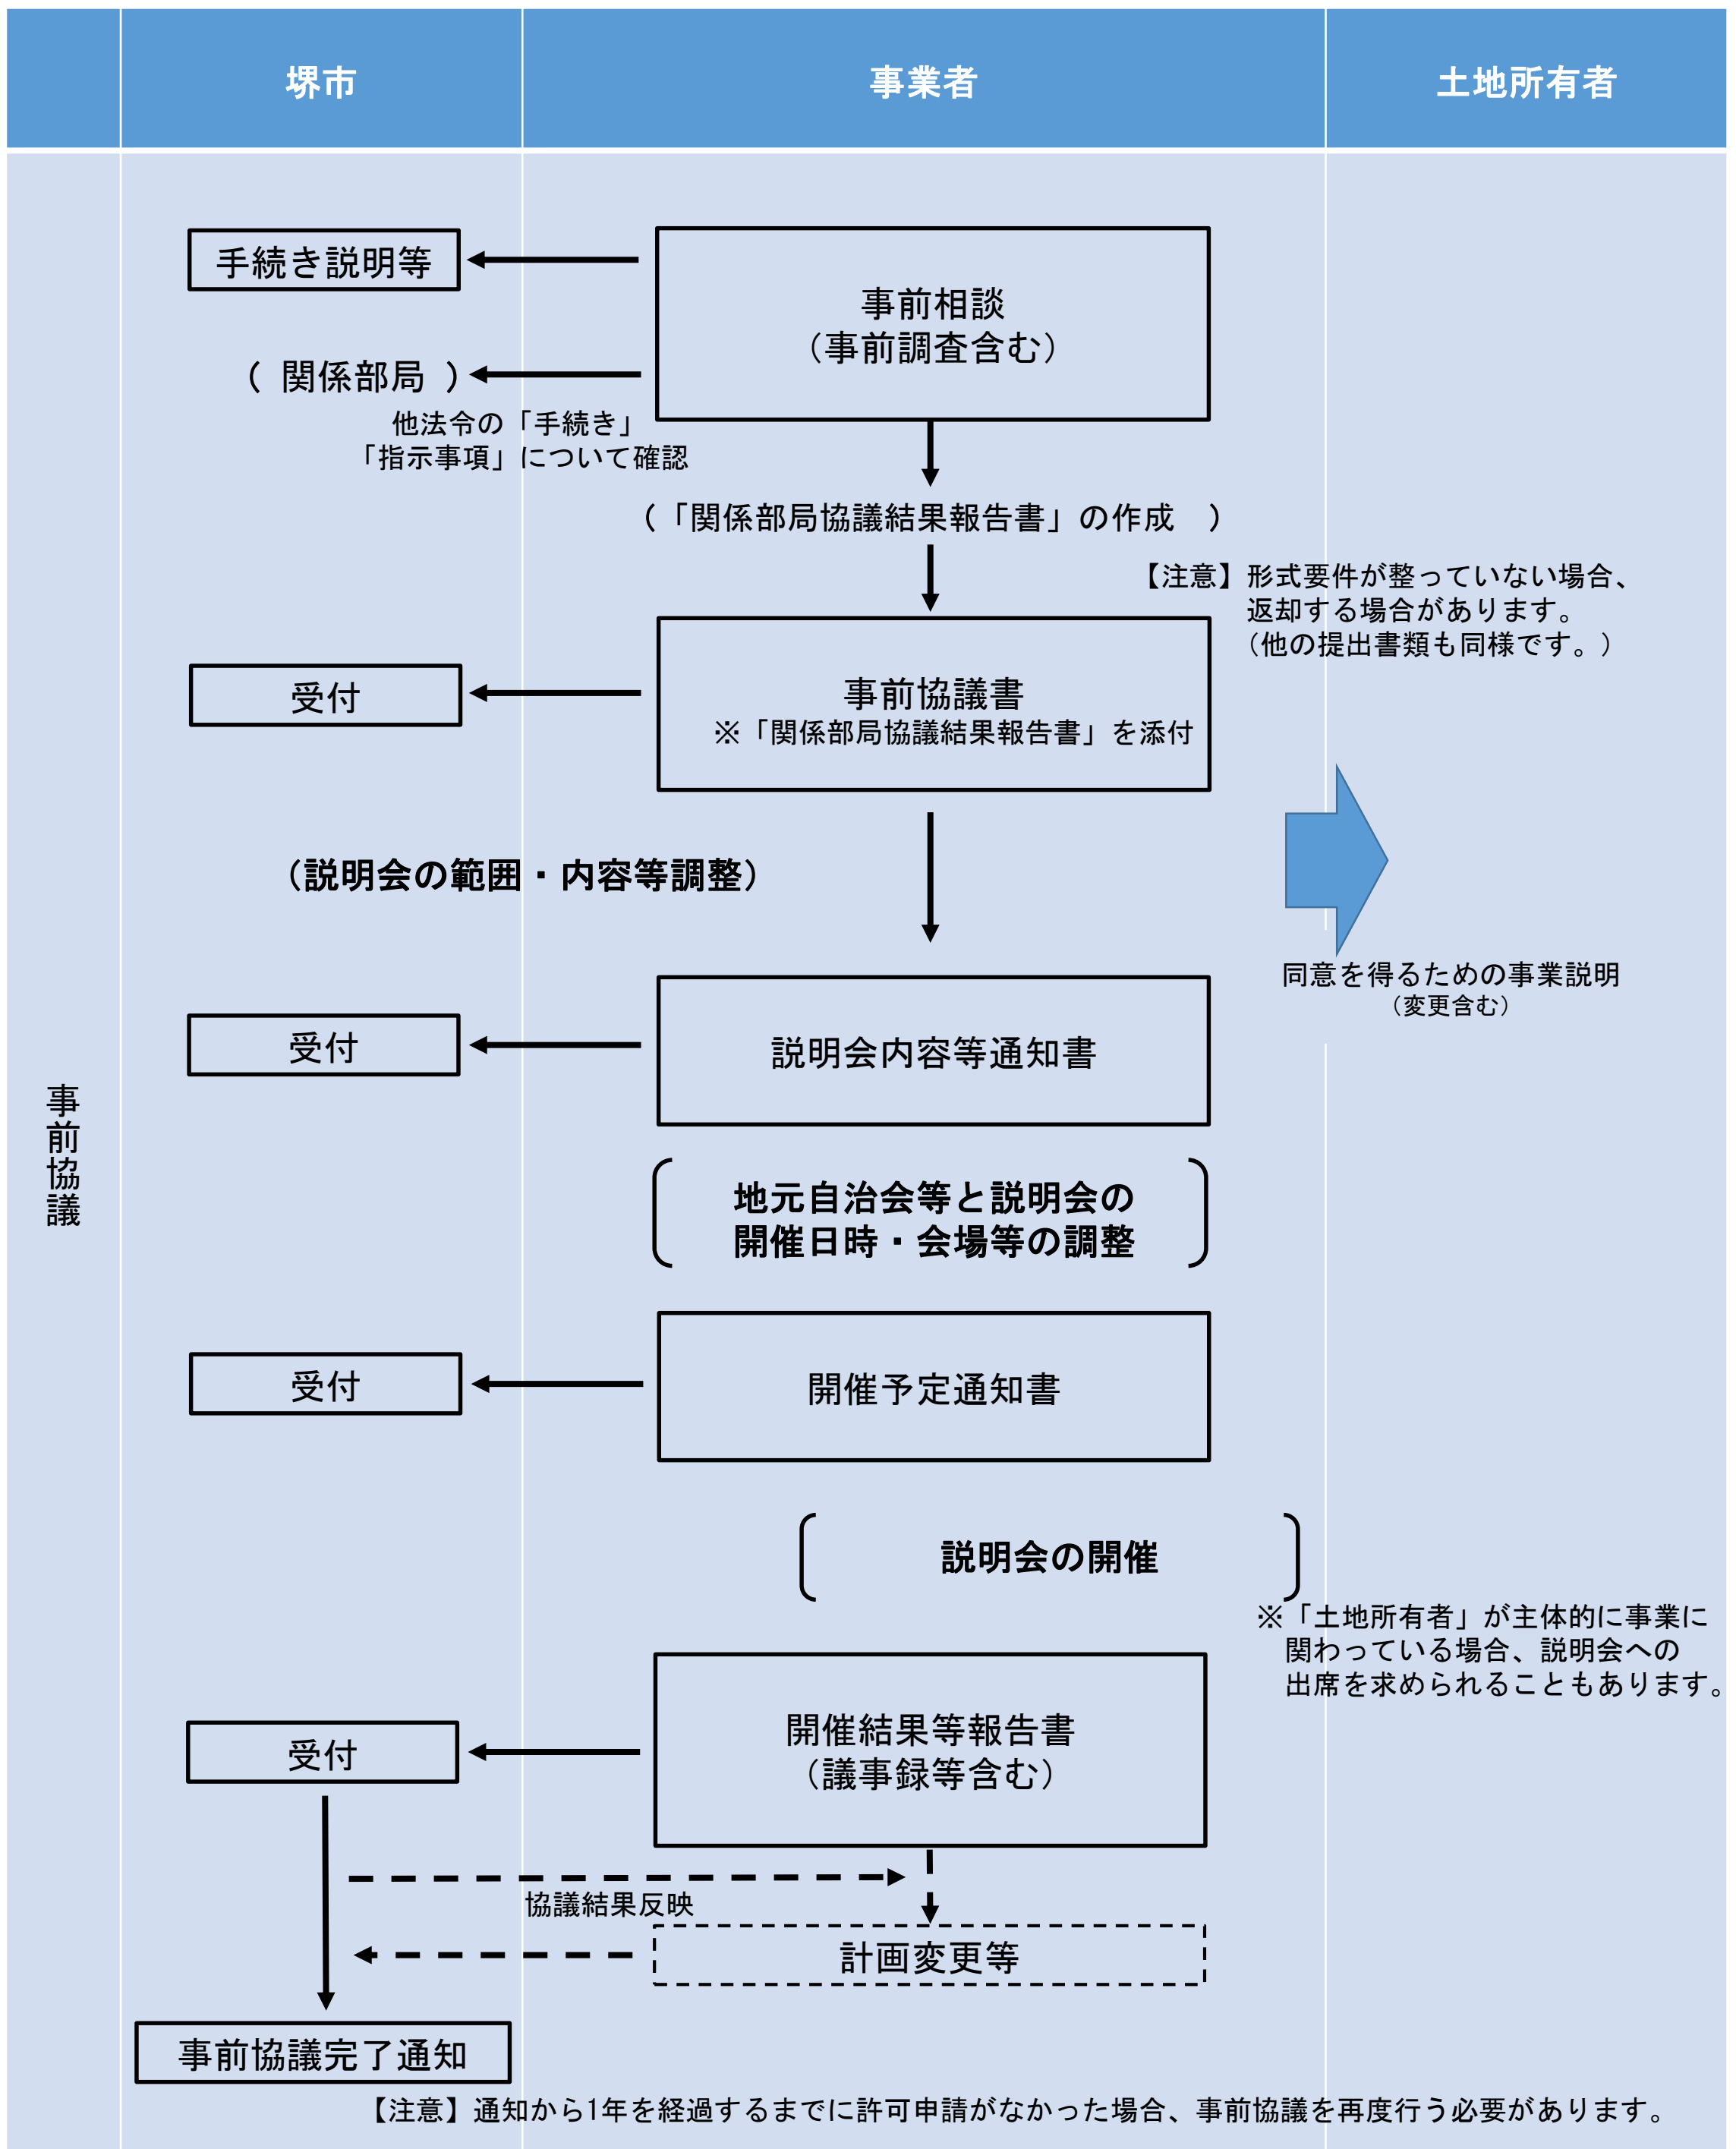 堺市
事業者
土地所有者
事前協議
手続き説明等
事前相談
（事前調査含む）
（ 関係部局 ）
他法令の「手続き」
「指示事項」について確認
（「関係部局協議結果報告書」の作成 ）
【注意】形式要件が整っていない場合、
返却する場合があります。
（他の提出書類も同様です。）
受付
事前協議書
※「関係部局協議結果報告書」を添付
（説明会の範囲・内容等調整）
同意を得るための事業説明
（変更含む）
受付
説明会内容等通知書
地元自治会等と説明会の
開催日時・会場等の調整
受付
開催予定通知書
説明会の開催
※「土地所有者」が主体的に事業に
関わっている場合、説明会への
出席を求められることもあります。
受付
開催結果等報告書
（議事録等含む）
協議結果反映
計画変更等
事前協議完了通知
【注意】通知から1年を経過するまでに許可申請がなかった場合、事前協議を再度行う必要があります。